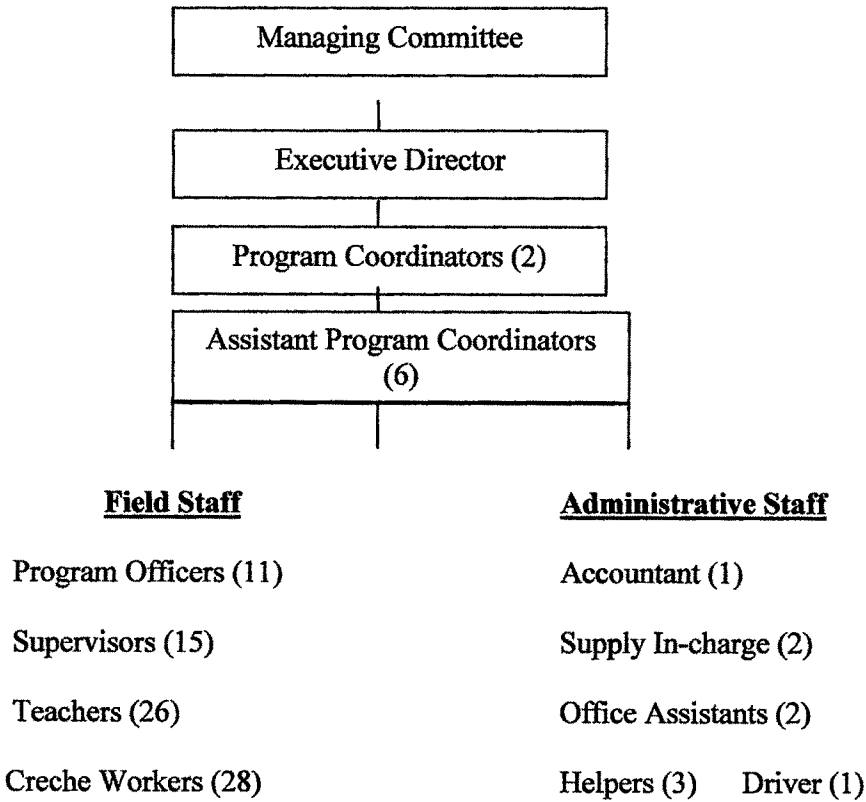 Managing Committee
Executive Director
Program Coordinators (2)
Assistant Program Coordinators
(6)
Field Staff
Program Officers (11)
Supervisors (15)
Teachers (26)
Creche Workers (28)
Administrative Staff
Accountant (1)
Supply In-charge (2)
Office Assistants (2)
Helpers (3) Driver (1)